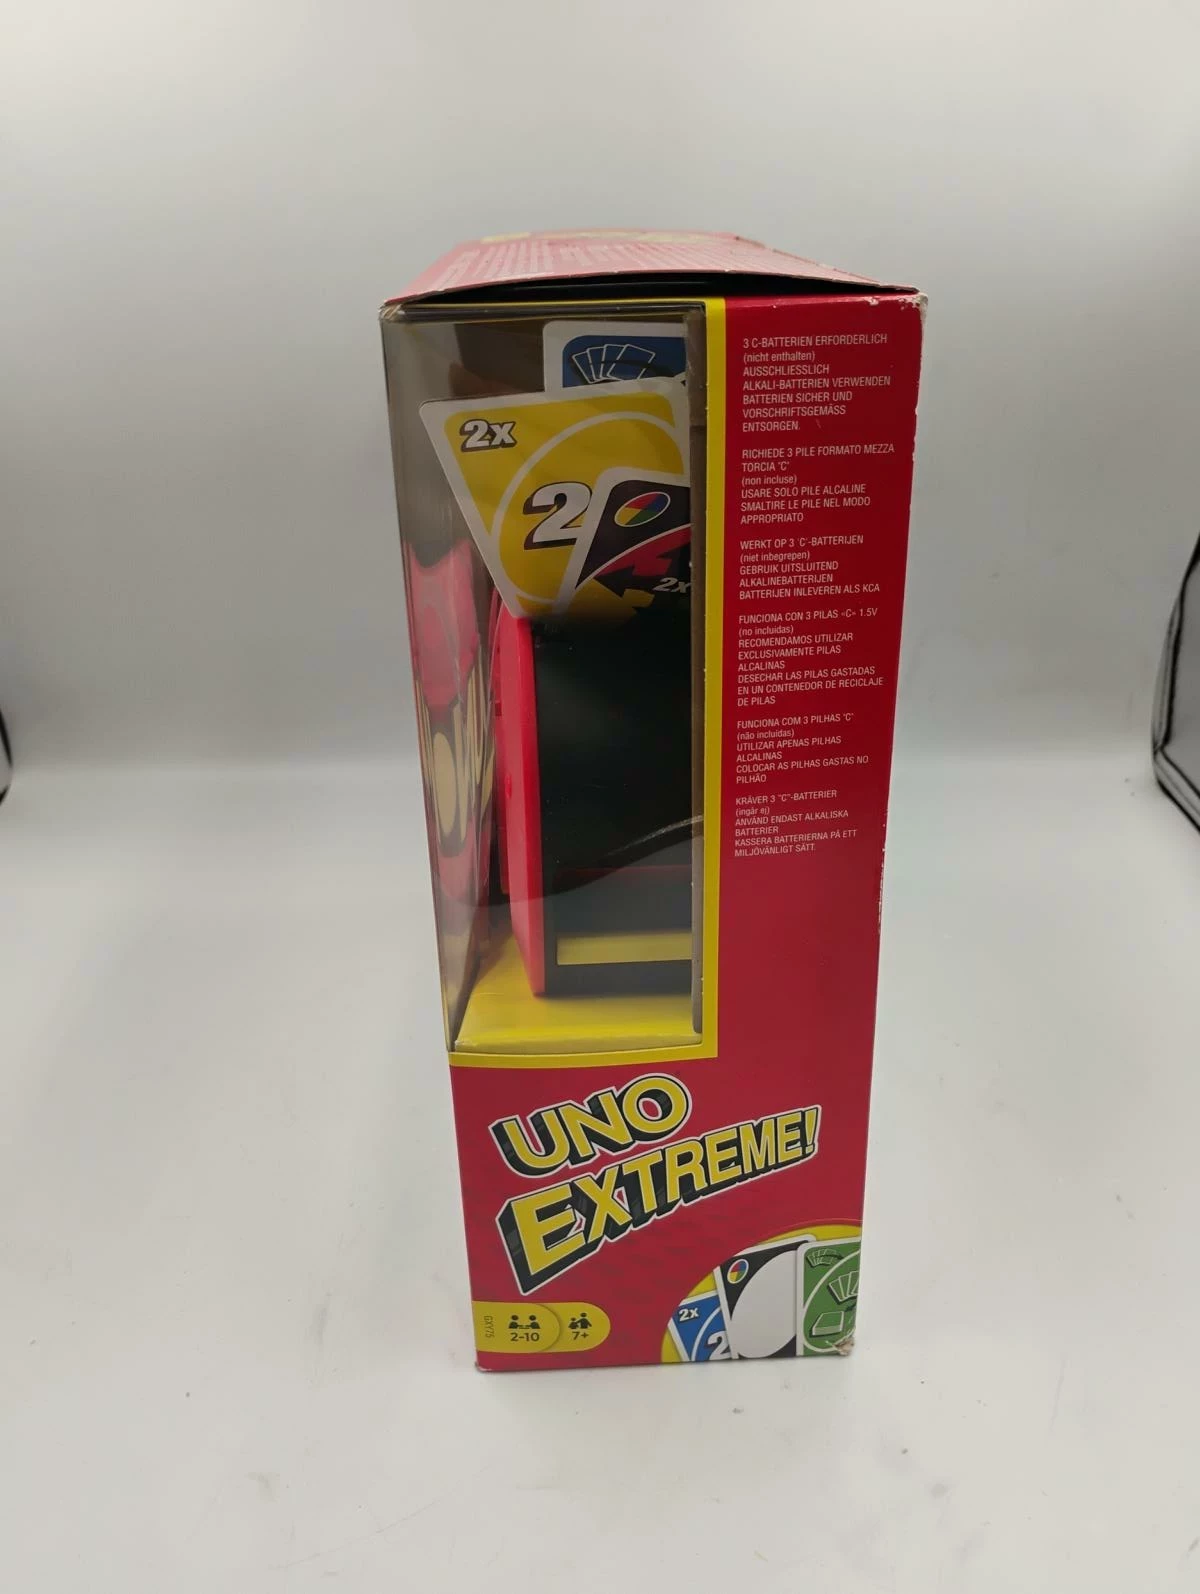 2x
2
2x
3 C-BATTERIEN ERFORDERLICH
(nicht enthalten)
AUSSCHLIESSLICH
ALKALI-BATTERIEN VERWENDEN
BATTERIEN SICHER UND
VORSCHRIFTSGEMÄSS
ENTSORGEN.
RICHIEDE 3 PILE FORMATO MEZZA
TORCIA "C"
(non incluse)
USARE SOLO PILE ALCALINE
SMALTIRE LE PILE NEL MODO
APPROPRIATO
WERKT OP 3 'C'-BATTERIJEN
(niet inbegrepen)
GEBRUIK UITSLUITEND
ALKALINEBATTERIJEN
BATTERIJEN INLEVEREN ALS KCA
FUNCIONA CON 3 PILAS «C» 1.5V
(no incluidas)
RECOMENDAMOS UTILIZAR
EXCLUSIVAMENTE PILAS
ALCALINAS
DESECHAR LAS PILAS GASTADAS
EN UN CONTENEDOR DE RECICLAJE
DE PILAS
FUNCIONA COM 3 PILHAS "C"
(não incluídas)
UTILIZAR APENAS PILHAS
ALCALINAS
COLOCAR AS PILHAS GASTAS NO
PILHÃO
KRÄVER 3 "C"-BATTERIER
(ingår ej)
ANVÄND ENDAST ALKALISKA
BATTERIER
KASSERA BATTERIERNA PÅ ETT
MILJÖVÄNLIGT SÄTT.
UNO
EXTREME!
GXY75
2-10
7+
2x
2